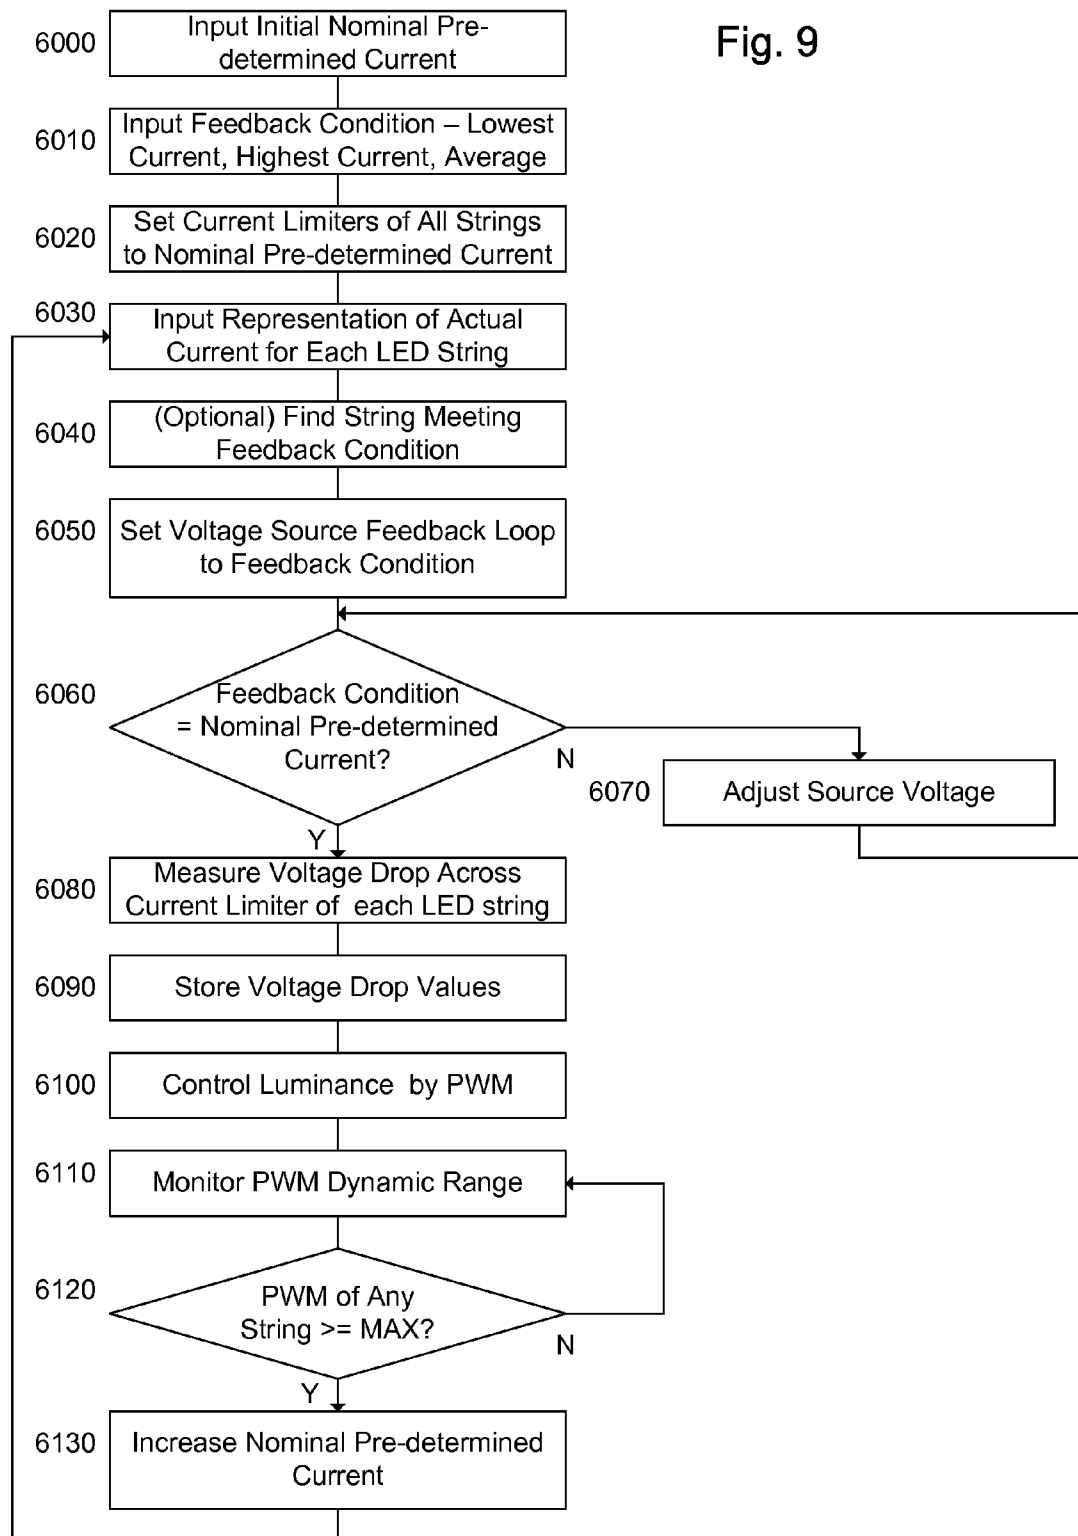 Fig. 9
6000
Input Initial Nominal Pre-
determined Current
6010
Input Feedback Condition – Lowest
Current, Highest Current, Average
6020
Set Current Limiters of All Strings
to Nominal Pre-determined Current
6030
Input Representation of Actual
Current for Each LED String
6040
(Optional) Find String Meeting
Feedback Condition
6050
Set Voltage Source Feedback Loop
to Feedback Condition
6060
Feedback Condition
= Nominal Pre-determined
Current?
N
6070
Adjust Source Voltage
Y
6080
Measure Voltage Drop Across
Current Limiter of each LED string
6090
Store Voltage Drop Values
6100
Control Luminance by PWM
6110
Monitor PWM Dynamic Range
6120
PWM of Any
String >= MAX?
N
Y
6130
Increase Nominal Pre-determined
Current